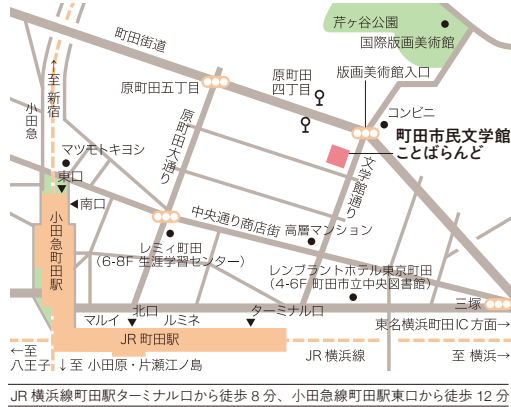 芹ヶ谷公園
国際版画美術館
町田街道
←至新宿
小田急
原町田五丁目
原町田
四丁目
版画美術館入口
コンビニ
町田市民文学館
ことばらんど
原町田大通り
文学館通り
マツモトキヨシ
東口
南口
小田急町田駅
中央通り商店街
高層マンション
レミィ町田
(6-8F 生涯学習センター)
レンブラントホテル東京町田
(4-6F 町田市立中央図書館)
三塚
マルイ
北口
ルミネ
ターミナル口
東名横浜町田IC方面→
JR町田駅
JR横浜線
至 横浜→
←至
八王子
↓至 小田原・片瀬江ノ島
JR横浜線町田駅ターミナル口から徒歩8分、小田急線町田駅東口から徒歩12分